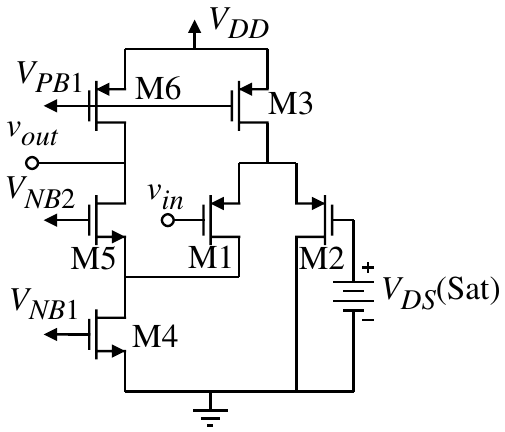 V_DD
V_PB1
M6
M3
v_out
V_NB2
v_in
M5
M1
M2
+
V_DS(Sat)
−
V_NB1
M4